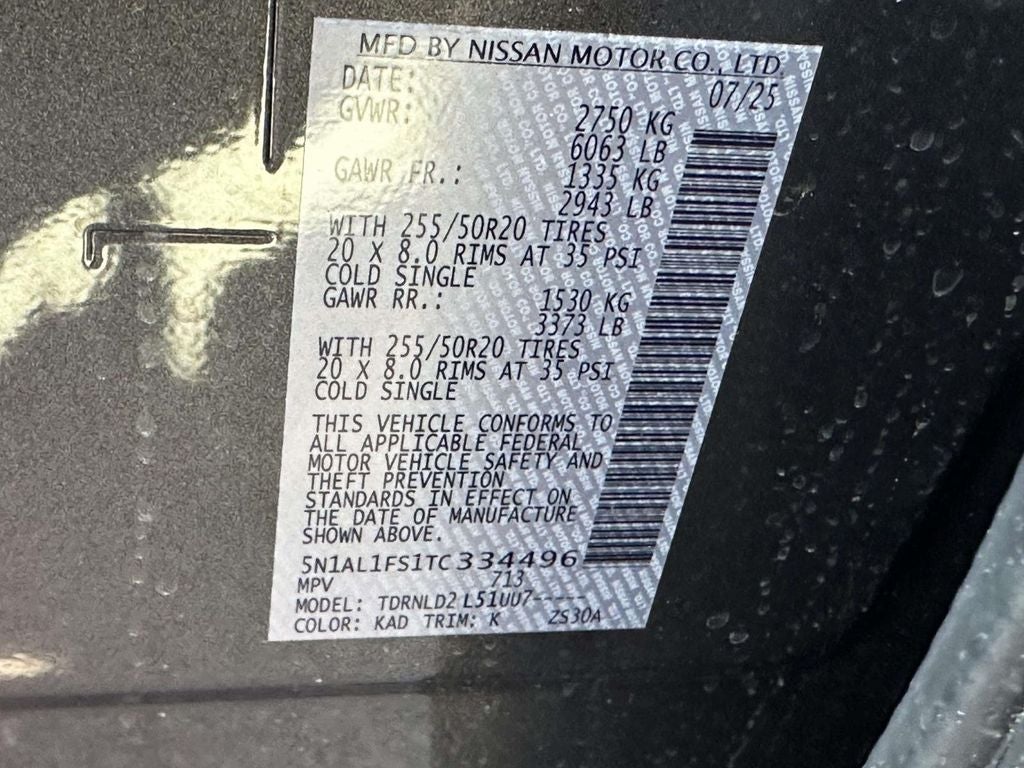 MFD BY NISSAN MOTOR CO., LTD.
DATE: 07/25
GVWR: 2750 KG
6063 LB
GAWR FR.: 1335 KG
2943 LB
WITH 255/50R20 TIRES
20 X 8.0 RIMS AT 35 PSI
COLD SINGLE
GAWR RR.: 1530 KG
3373 LB
WITH 255/50R20 TIRES
20 X 8.0 RIMS AT 35 PSI
COLD SINGLE
THIS VEHICLE CONFORMS TO
ALL APPLICABLE FEDERAL
MOTOR VEHICLE SAFETY AND
THEFT PREVENTION
STANDARDS IN EFFECT ON
THE DATE OF MANUFACTURE
SHOWN ABOVE.
5N1AL1FS1TC334496
MPV 713
MODEL: TDRNLD2 L51UU7-----
COLOR: KAD TRIM: K ZS30A